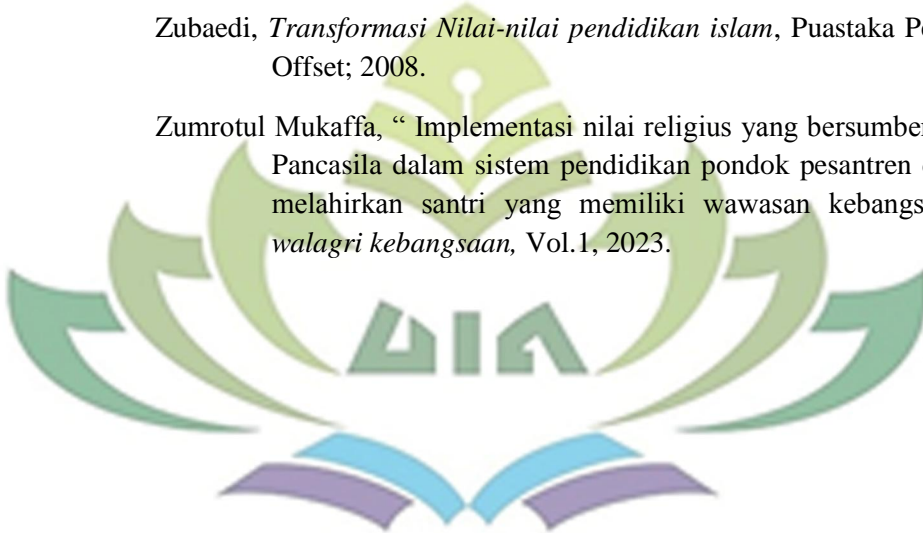 Zubaedi, Transformasi Nilai-nilai pendidikan islam, Puastaka
Offset; 2008.
Zumrotul Mukaffa, “ Implementasi nilai religius yang bersumber
Pancasila dalam sistem pendidikan pondok pesantren
melahirkan santri yang memiliki wawasan
walagri kebangsaan, Vol.1, 2023.
UIN